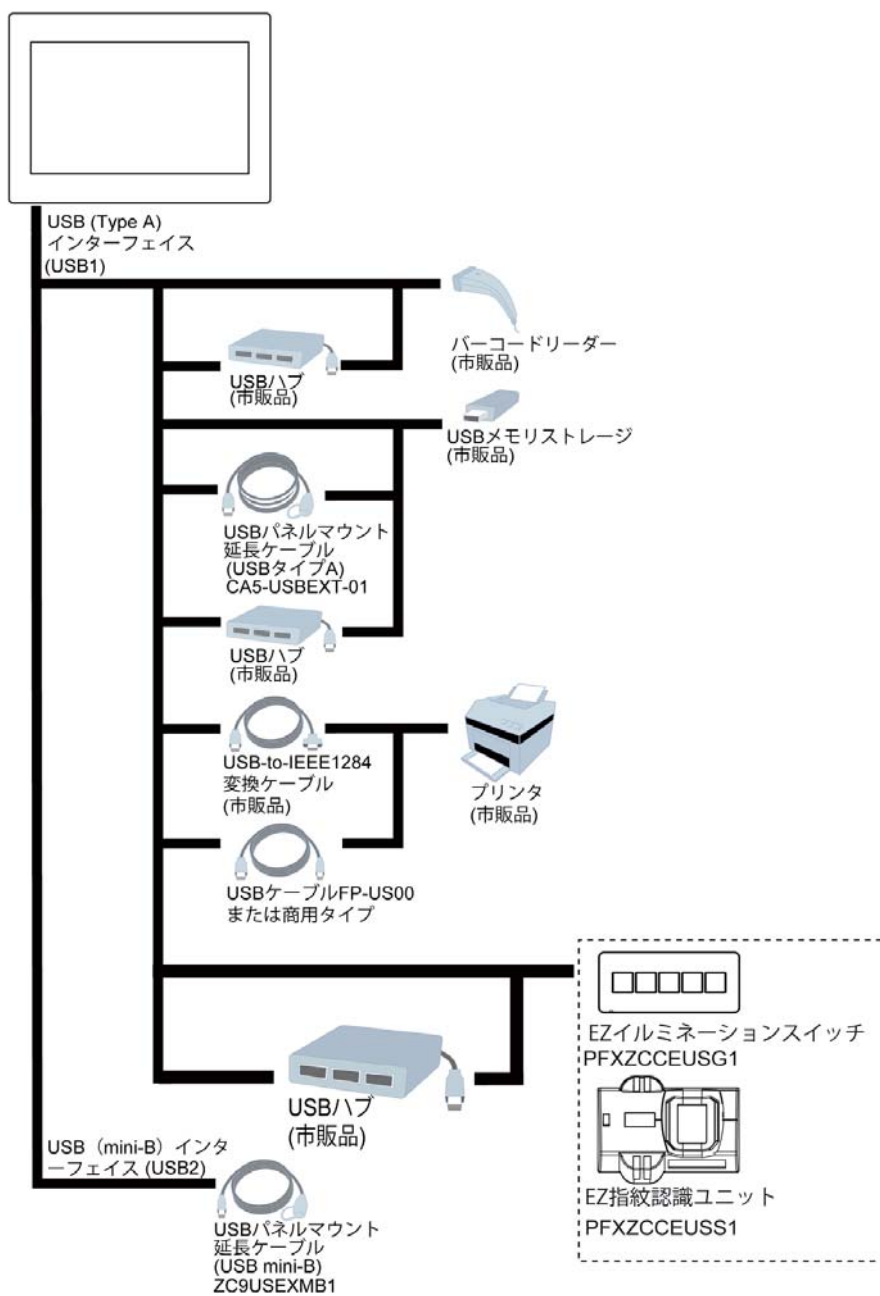 USB (Type A)
インターフェイス
(USB1)
バーコードリーダー
(市販品)
USBハブ
(市販品)
USBメモリストレージ
(市販品)
USBパネルマウント
延長ケーブル
(USBタイプA)
CA5-USBEXT-01
USBハブ
(市販品)
USB-to-IEEE1284
変換ケーブル
(市販品)
プリンタ
(市販品)
USBケーブルFP-US00
または商用タイプ
EZイルミネーションスイッチ
PFXZCCEUSG1
USBハブ
(市販品)
EZ指紋認識ユニット
PFXZCCEUSS1
USB（mini-B）インタ
ーフェイス (USB2)
USBパネルマウント
延長ケーブル
(USB mini-B)
ZC9USEXMB1